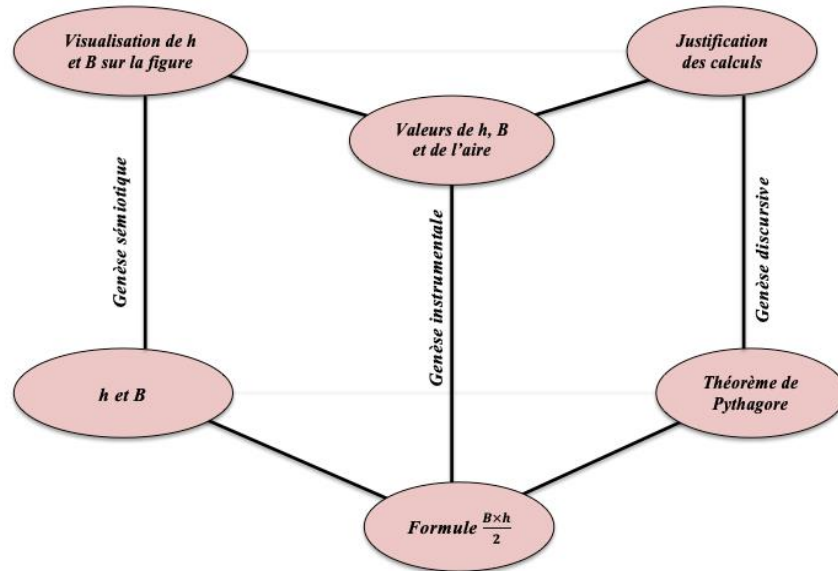 Visualisation de h
et B sur la figure
Justification
des calculs
Valeurs de h, B
et de l’aire
Genèse sémiotique
Genèse instrumentale
Genèse discursive
h et B
Théorème de
Pythagore
Formule B×h/2